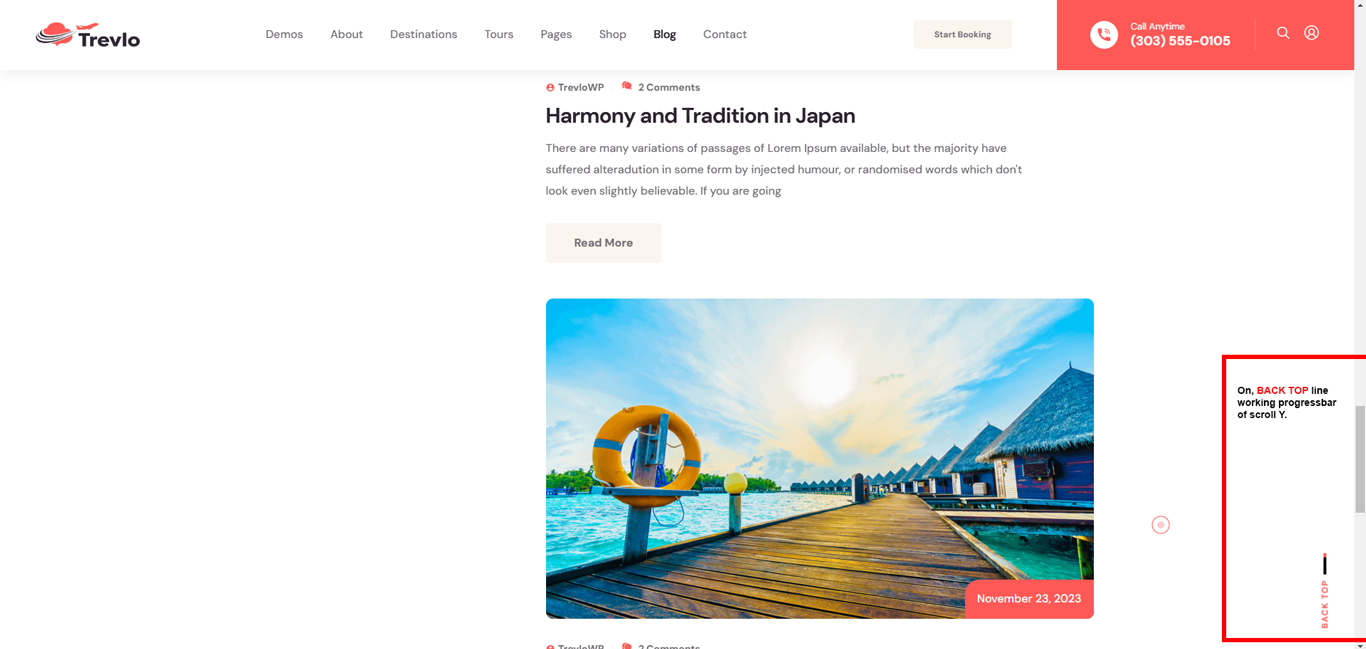 Trevlo
Demos About Destinations Tours Pages Shop Blog Contact
Start Booking
Call Anytime
(303) 555-0105
TrevloWP 2 Comments
Harmony and Tradition in Japan
There are many variations of passages of Lorem Ipsum available, but the majority have
suffered alteradution in some form by injected humour, or randomised words which don't
look even slightly believable. If you are going
Read More
On, BACK TOP line
working progressbar
of scroll Y.
November 23, 2023
BACK TOP
TrevloWP 2 Comments